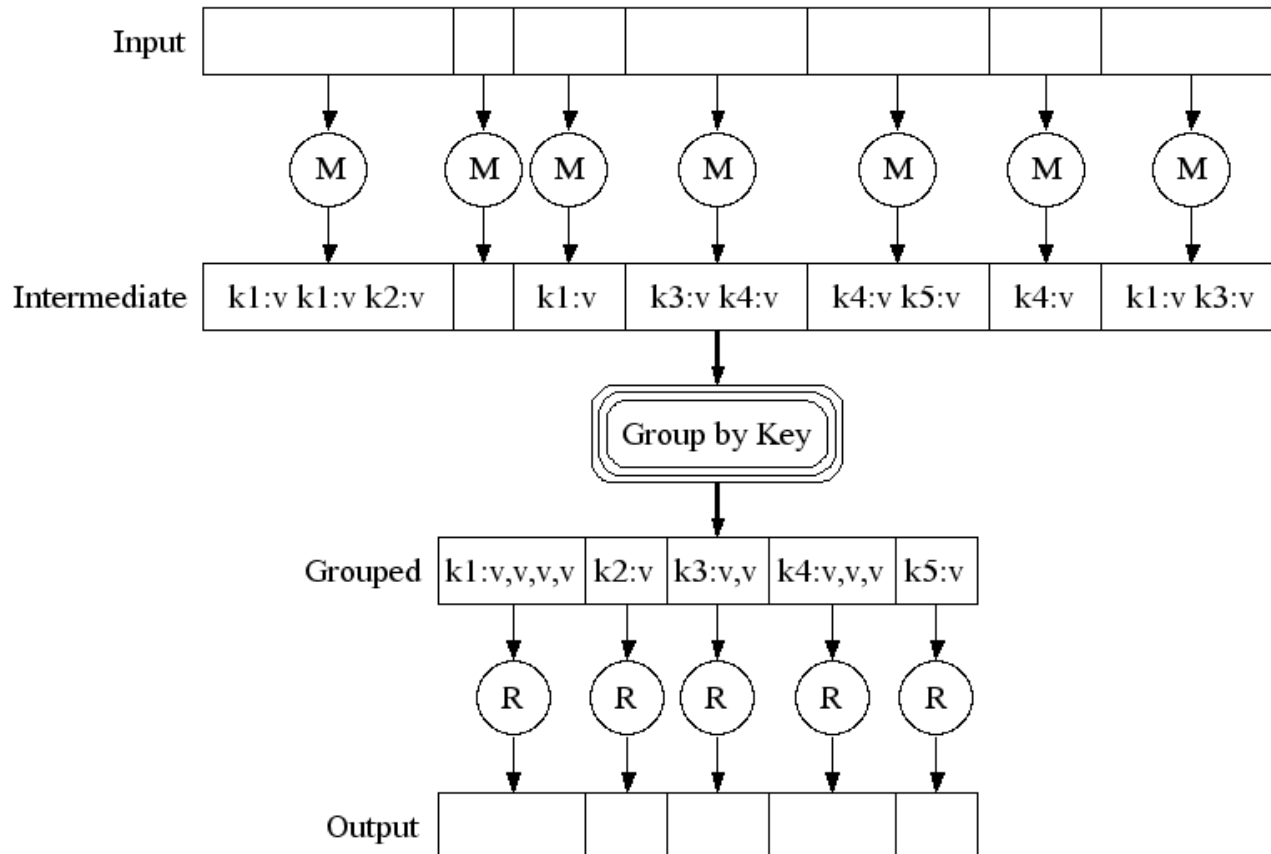 Input
M M M M M M M
Intermediate k1:v k1:v k2:v k1:v k3:v k4:v k4:v k5:v k4:v k1:v k3:v
Group by Key
Grouped k1:v,v,v,v k2:v k3:v,v k4:v,v,v k5:v
R R R R R
Output